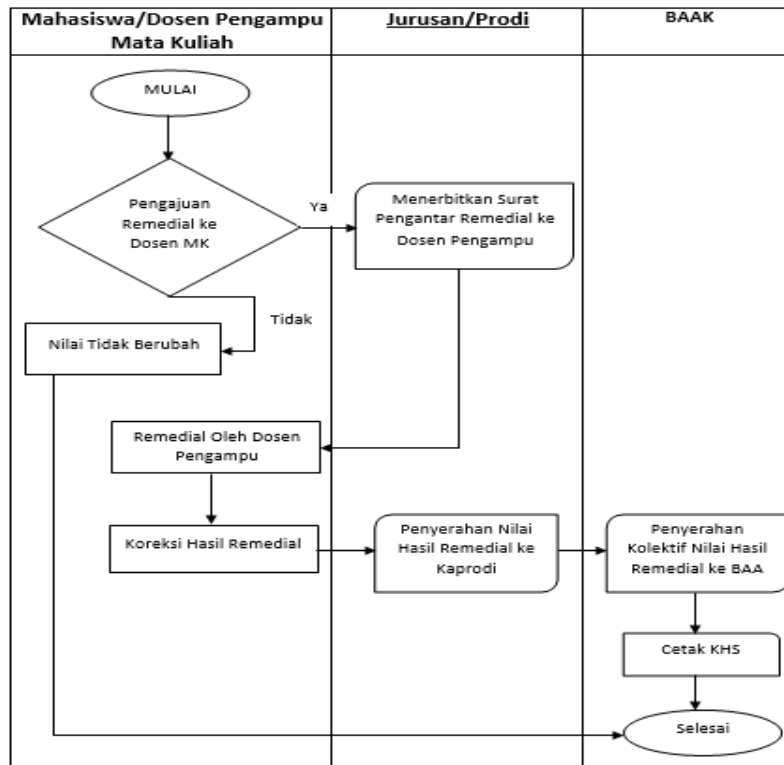 Mahasiswa/Dosen Pengampu
Mata Kuliah
Jurusan/Prodi
BAAK
MULAI
Pengajuan
Remedial ke
Dosen MK
Ya
Menerbitkan Surat
Pengantar Remedial ke
Dosen Pengampu
Tidak
Nilai Tidak Berubah
Remedial Oleh Dosen
Pengampu
Koreksi Hasil Remedial
Penyerahan Nilai
Hasil Remedial ke
Kaprodi
Penyerahan
Kolektif Nilai Hasil
Remedial ke BAA
Cetak KHS
Selesai